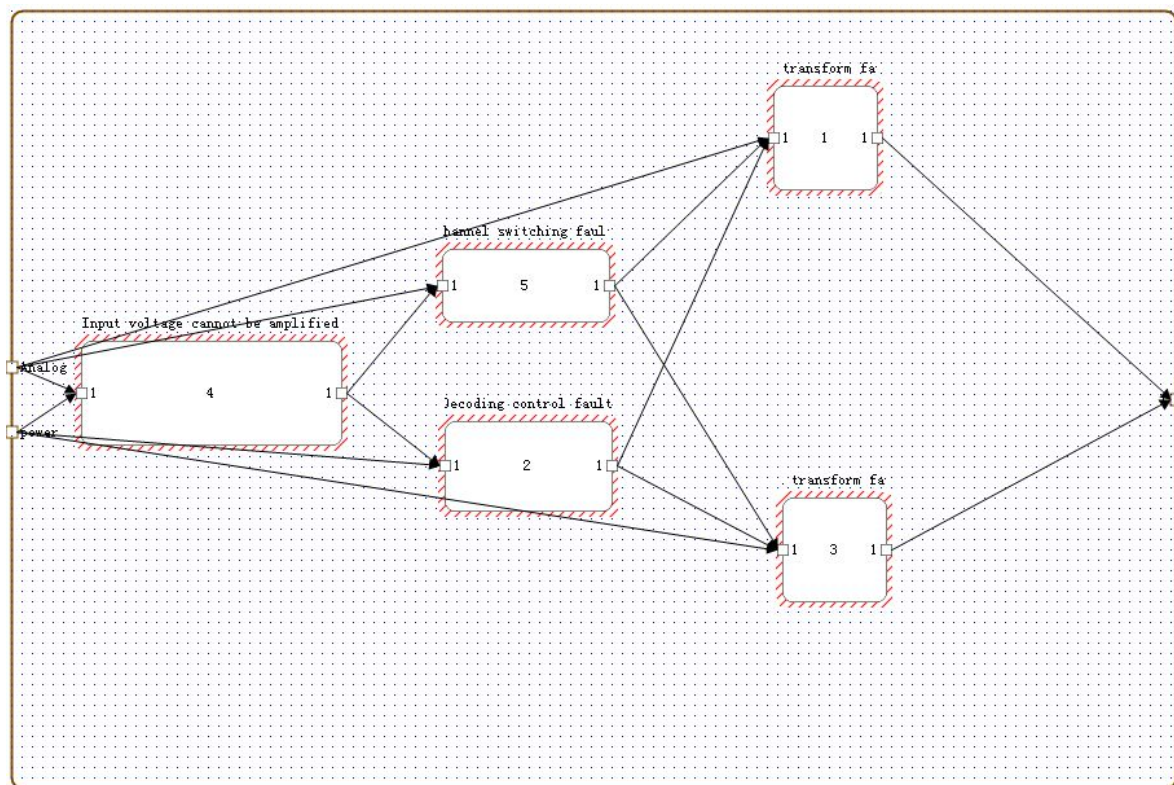 transform fa
1 1 1
hannel switching faul
1 5 1
Input voltage cannot be amplified
Analog
1 4 1
power
Decoding control fault
1 2 1
transform fa
1 3 1